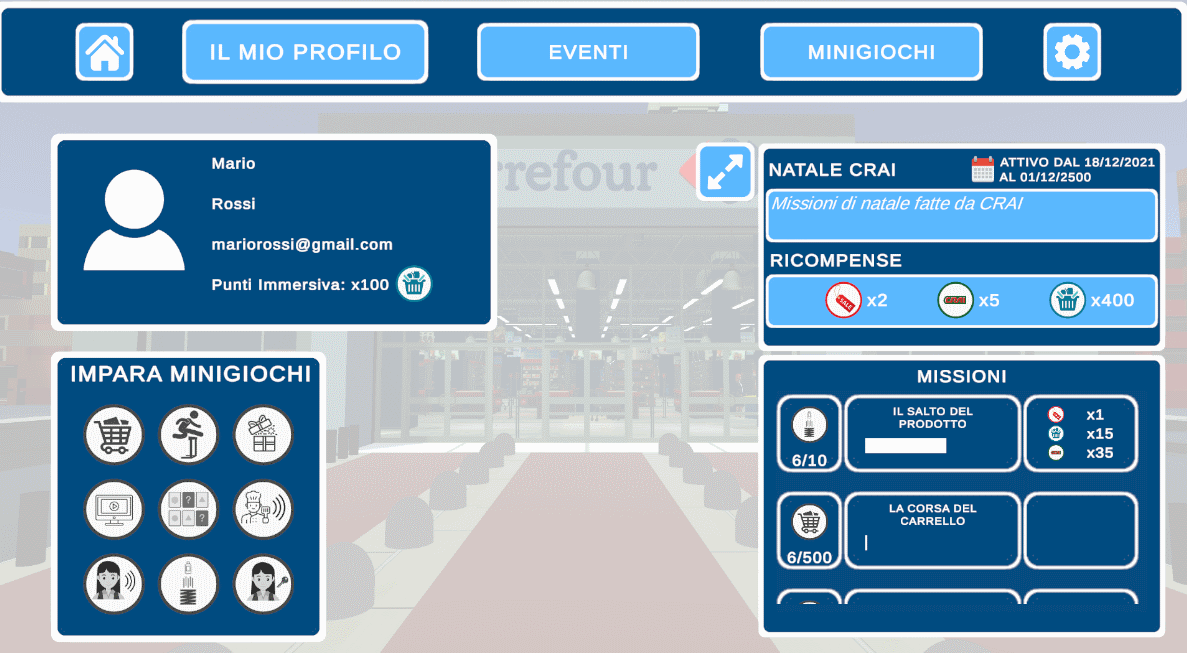 IL MIO PROFILO
EVENTI
MINIGIOCHI
rrefour
Mario
Rossi
mariorossi@gmail.com
Punti Immersiva: x100
IMPARA MINIGIOCHI
?
?
NATALE CRAI
ATTIVO DAL 18/12/2021
AL 01/12/2500
Missioni di natale fatte da CRAI
RICOMPENSE
SALE
x2
x5
x400
MISSIONI
6/10
IL SALTO DEL
PRODOTTO
x1
x15
x35
6/500
LA CORSA DEL
CARRELLO